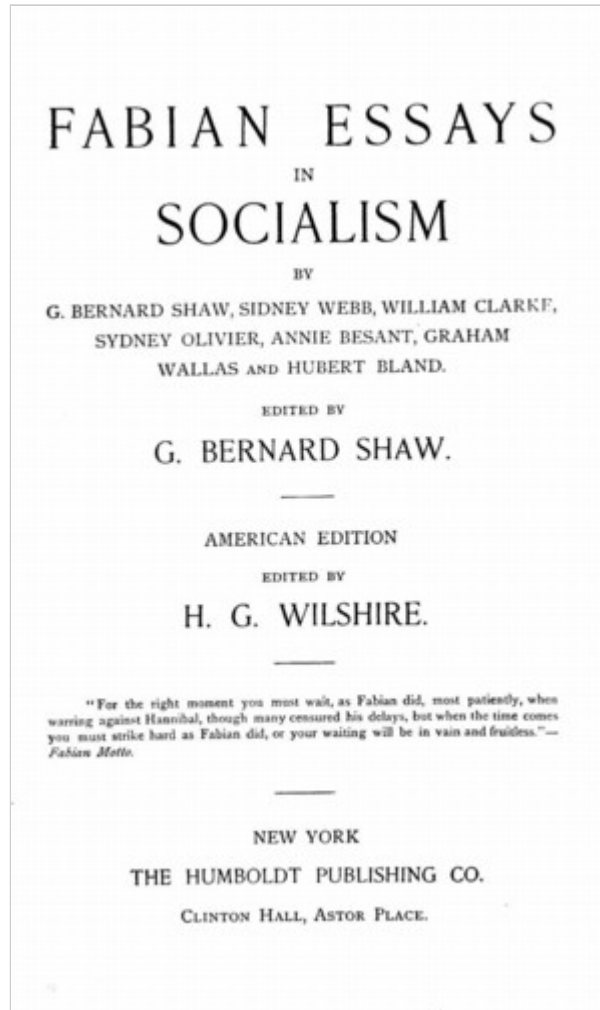 FABIAN ESSAYS
IN
SOCIALISM
BY
G. BERNARD SHAW, SIDNEY WEBB, WILLIAM CLARKE,
SYDNEY OLIVIER, ANNIE BESANT, GRAHAM
WALLAS AND HUBERT BLAND.
EDITED BY
G. BERNARD SHAW.
AMERICAN EDITION
EDITED BY
H. G. WILSHIRE.
"For the right moment you must wait, as Fabian did, most patiently, when
warring against Hannibal, though many censured his delays, but when the time comes
you must strike hard as Fabian did, or your waiting will be in vain and fruitless."—
Fabian Motto.
NEW YORK
THE HUMBOLDT PUBLISHING CO.
CLINTON HALL, ASTOR PLACE.